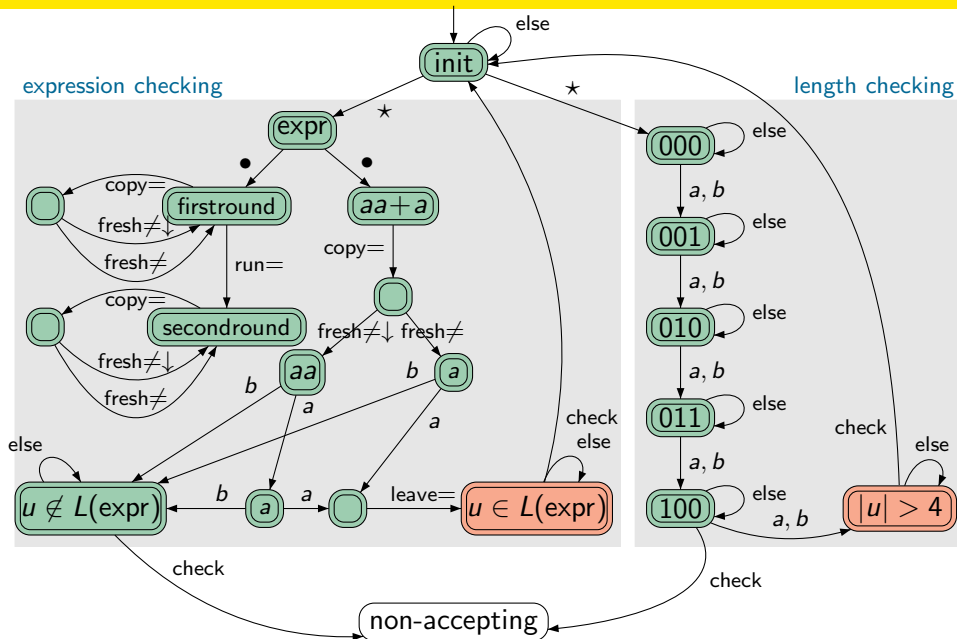 else
init
expression checking
length checking
⋆
⋆
expr
000
else
•
•
copy=
firstround
aa+a
a, b
fresh≠↓
copy=
001
else
fresh≠
run=
a, b
copy=
secondround
010
else
fresh≠↓
fresh≠↓ fresh≠
a, b
fresh≠
aa
b
b
a
011
else
a
a
check
else
check
else
a, b
else
else
u ∉ L(expr)
b
a
a
leave=
u ∈ L(expr)
100
a, b
|u| > 4
check
check
non-accepting